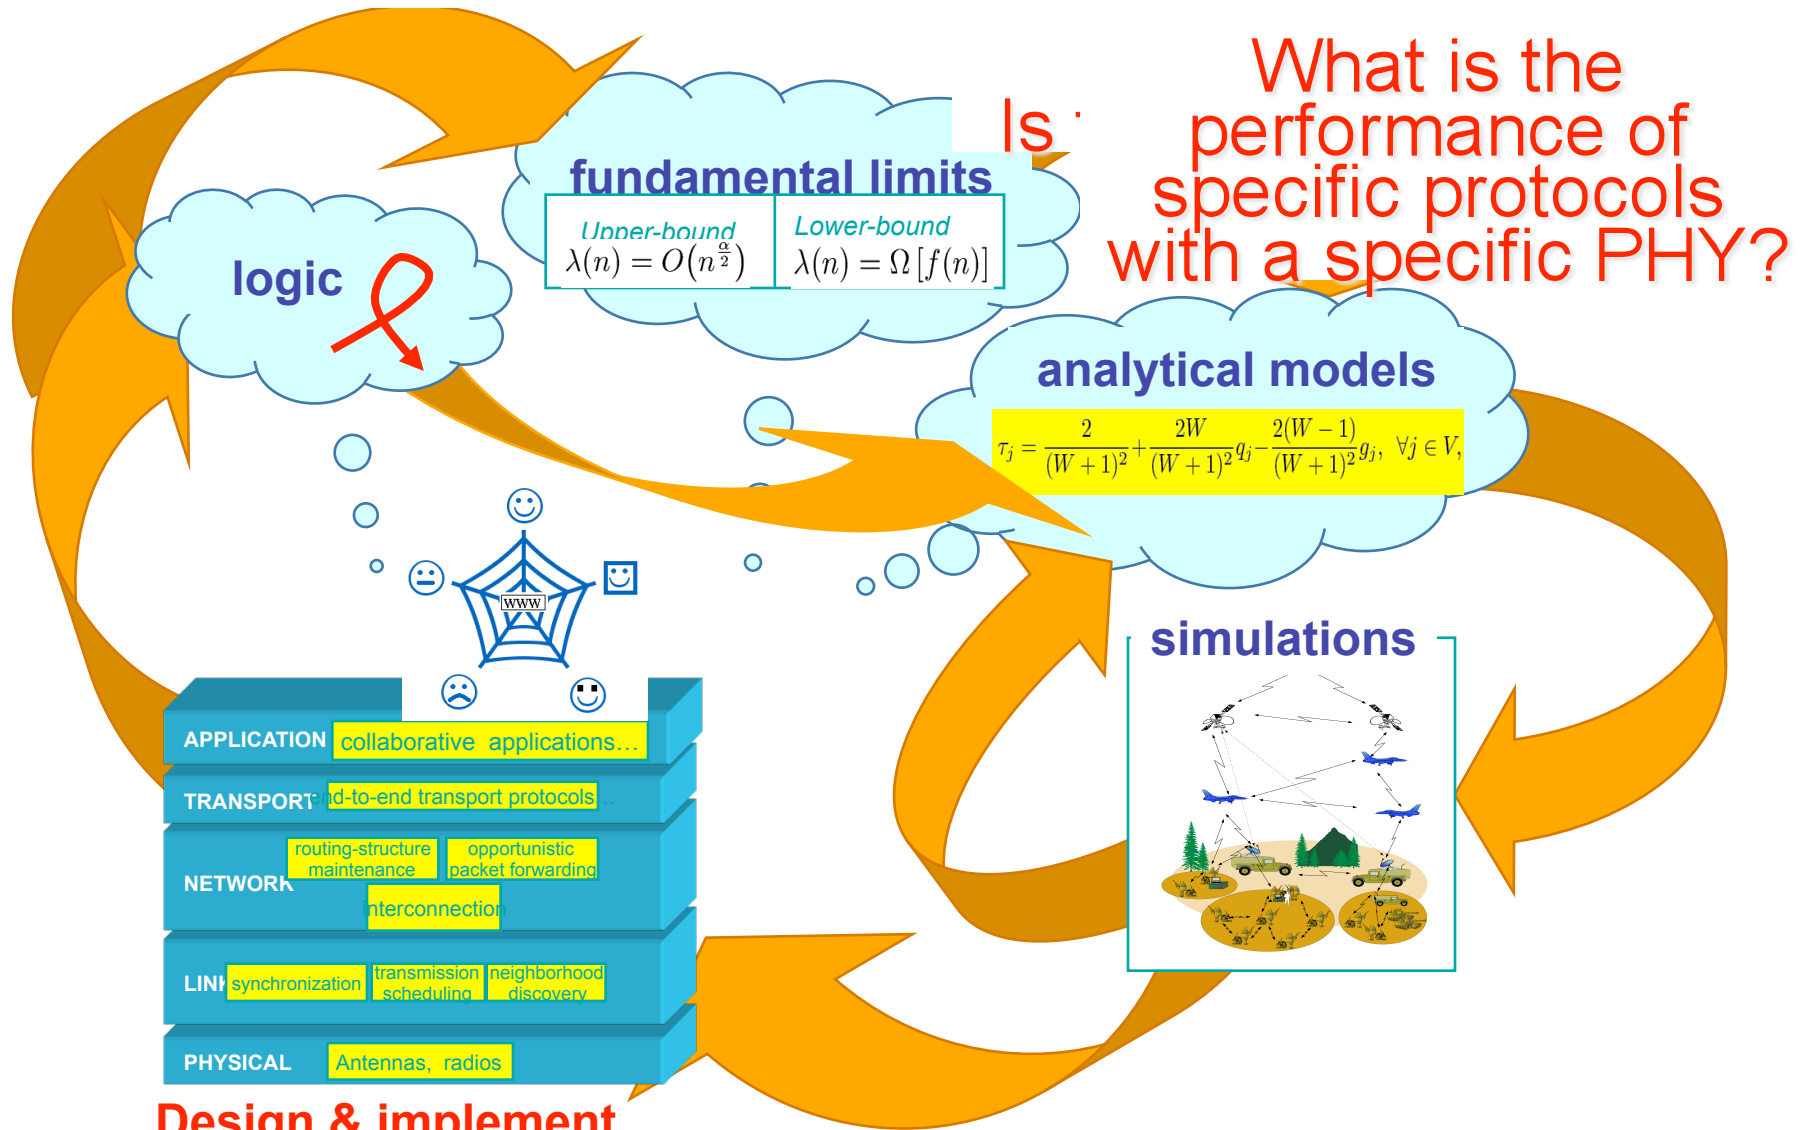 What is the
performance of
specific protocols
with a specific PHY?
Is
fundamental limits
Upper-bound
λ(n) = O(n^{α/2})
Lower-bound
λ(n) = Ω [f(n)]
logic
analytical models
τ_j = 2/(W + 1)^2 + 2W/(W + 1)^2 q_j − 2(W − 1)/(W + 1)^2 g_j, ∀j ∈ V,
www
simulations
APPLICATION
collaborative applications…
TRANSPORT
end-to-end transport protocols…
NETWORK
routing-structure
maintenance
opportunistic
packet forwarding
interconnection
LINK
synchronization
transmission
scheduling
neighborhood
discovery
PHYSICAL
Antennas, radios
Design & implement